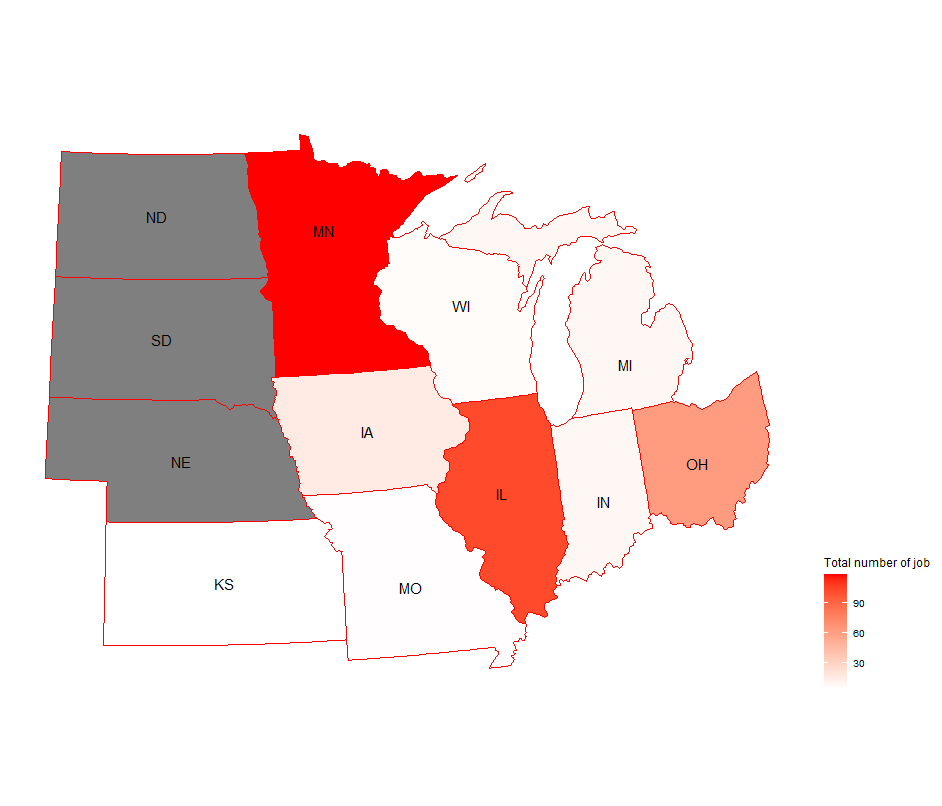 ND
MN
WI
SD
MI
IA
NE
OH
IL
IN
KS
MO
Total number of job
90
60
30